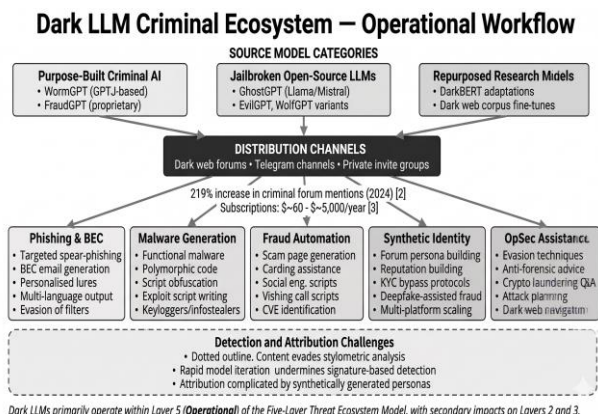 Dark LLM Criminal Ecosystem — Operational Workflow
SOURCE MODEL CATEGORIES
Purpose-Built Criminal AI
• WormGPT (GPTJ-based)
• FraudGPT (proprietary)
Jailbroken Open-Source LLMs
• GhostGPT (Llama/Mistral)
• EvilGPT, WolfGPT variants
Repurposed Research Models
• DarkBERT adaptations
• Dark web corpus fine-tunes
DISTRIBUTION CHANNELS
Dark web forums • Telegram channels • Private invite groups
219% increase in criminal forum mentions (2024) [2]
Subscriptions: $~60 - $~5,000/year [3]
Phishing & BEC
• Targeted spear-phishing
• BEC email generation
• Personalised lures
• Multi-language output
• Evasion of filters
Malware Generation
• Functional malware
• Polymorphic code
• Script obfuscation
• Exploit script writing
• Keyloggers/infostealers
Fraud Automation
• Scam page generation
• Carding assistance
• Social eng. scripts
• Vishing call scripts
• CVE identification
Synthetic Identity
• Forum persona building
• Reputation building
• KYC bypass protocols
• Deepfake-assisted fraud
• Multi-platform scaling
OpSec Assistance
• Evasion techniques
• Anti-forensic advice
• Crypto laundering Q&A
• Attack planning
• Dark web navigation
Detection and Attribution Challenges
• Dotted outline. Content evades stylometric analysis
• Rapid model iteration undermines signature-based detection
• Attribution complicated by synthetically generated personas
Dark LLMs primarily operate within Layer 5 (Operational) of the Five-Layer Threat Ecosystem Model, with secondary impacts on Layers 2 and 3.